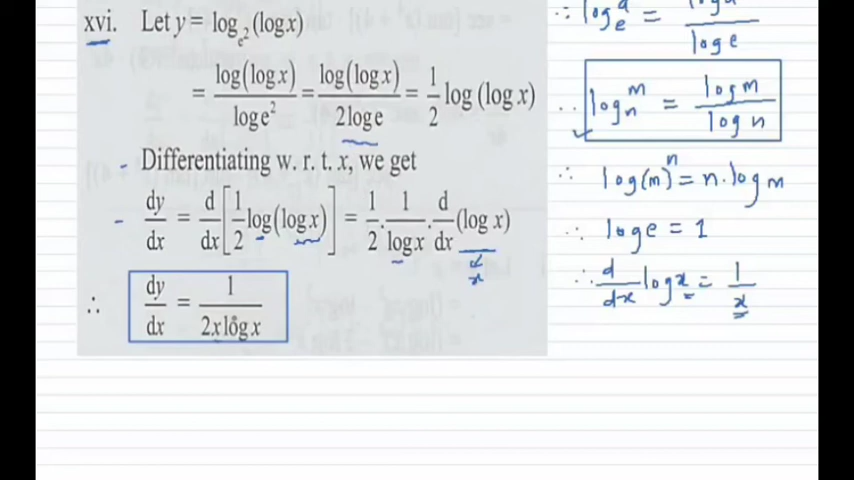 xvi. Let y = log_{e²}(log x)
= log(log x)/log e² = log(log x)/2 log e = 1/2 log (log x)
Differentiating w. r. t. x, we get
dy/dx = d/dx [1/2 log(log x)] = 1/2 . 1/log x . d/dx (log x)
1/x
∴ dy/dx = 1/2x log x
∴ log_e^a = log a/log e
∴ log_n^m = log m/log n
∴ log(m)^n = n . log m
∴ log e = 1
∴ d/dx log x = 1/x